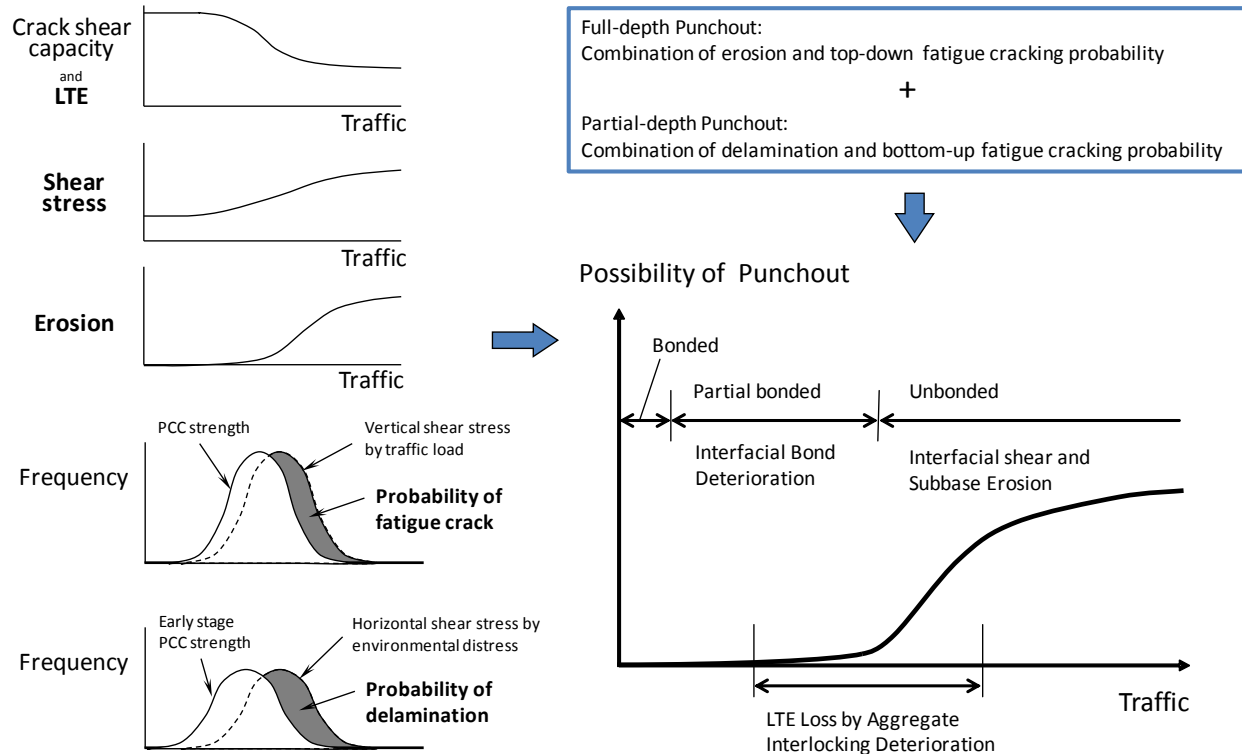 Crack shear
capacity
and
LTE
Traffic
Shear
stress
Traffic
Erosion
Traffic
PCC strength
Vertical shear stress
by traffic load
Frequency
Probability of
fatigue crack
Early stage
PCC strength
Horizontal shear stress by
environmental distress
Frequency
Probability of
delamination
Full-depth Punchout:
Combination of erosion and top-down fatigue cracking probability
+
Partial-depth Punchout:
Combination of delamination and bottom-up fatigue cracking probability
Possibility of Punchout
Bonded
Partial bonded
Unbonded
Interfacial Bond
Deterioration
Interfacial shear and
Subbase Erosion
Traffic
LTE Loss by Aggregate
Interlocking Deterioration